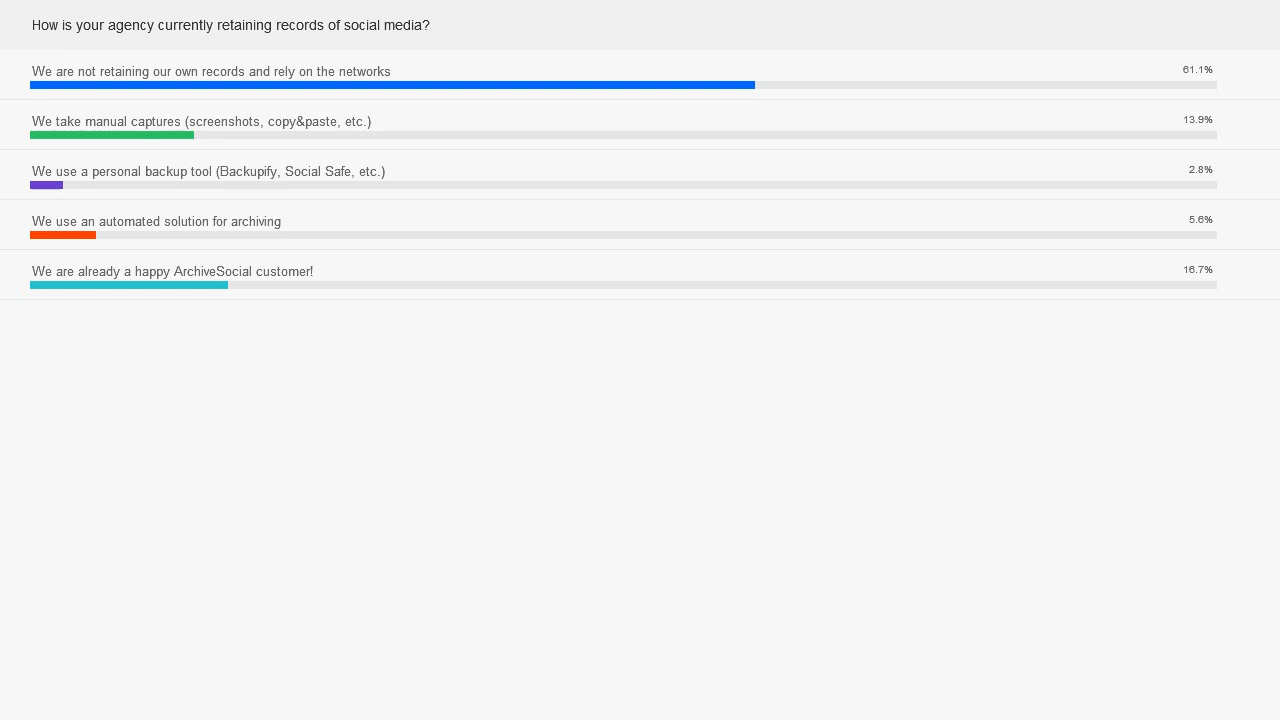 How is your agency currently retaining records of social media?
We are not retaining our own records and rely on the networks 61.1%
We take manual captures (screenshots, copy&paste, etc.) 13.9%
We use a personal backup tool (Backupify, Social Safe, etc.) 2.8%
We use an automated solution for archiving 5.6%
We are already a happy ArchiveSocial customer! 16.7%